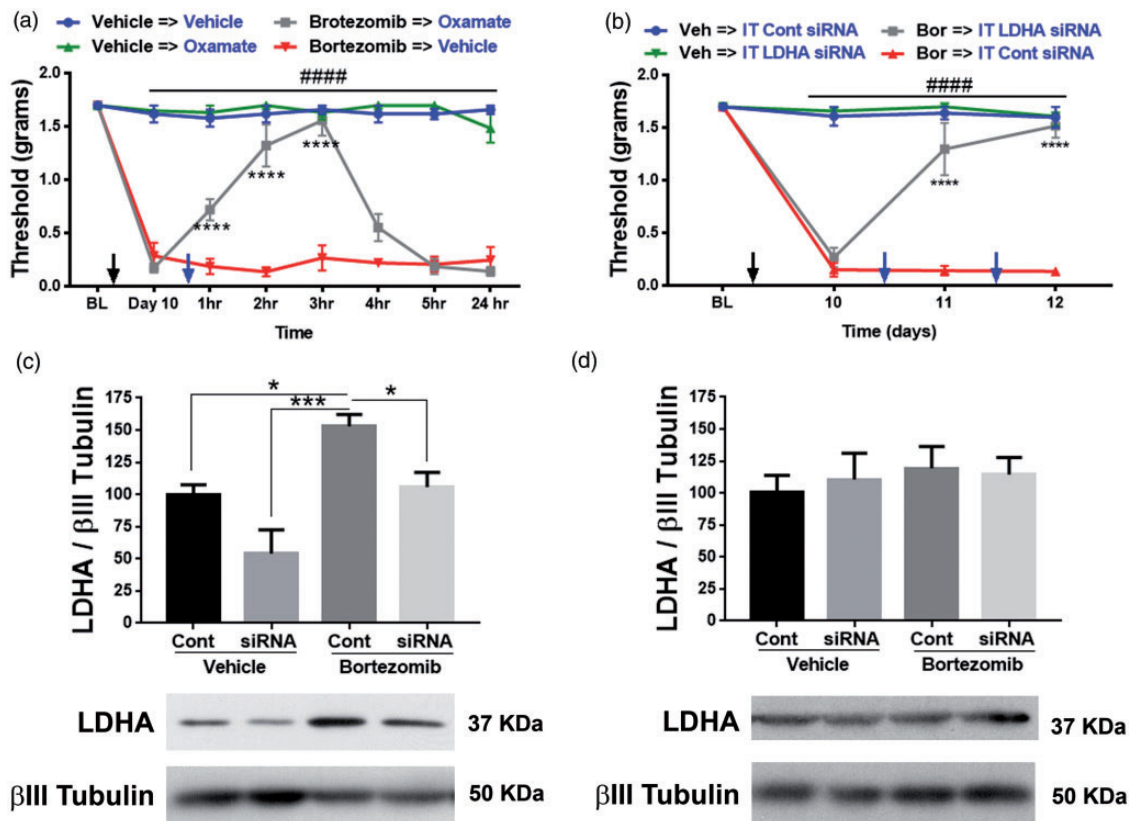 (a)
Vehicle => Vehicle
Brotezomib => Oxamate
Vehicle => Oxamate
Bortezomib => Vehicle
Threshold (grams)
2.0
1.5
1.0
0.5
0.0
####
****
****
****
BL
Day 10
1hr
2hr
3hr
4hr
5hr
24 hr
Time
(b)
Veh => IT Cont siRNA
Bor => IT LDHA siRNA
Veh => IT LDHA siRNA
Bor => IT Cont siRNA
Threshold (grams)
2.0
1.5
1.0
0.5
0.0
####
****
****
BL
10
11
12
Time (days)
(c)
LDHA / βIII Tubulin
175
150
125
100
75
50
25
0
*
***
*
Cont
siRNA
Cont
siRNA
Vehicle
Bortezomib
LDHA
37 KDa
βIII Tubulin
50 KDa
(d)
LDHA / βIII Tubulin
175
150
125
100
75
50
25
0
Cont
siRNA
Cont
siRNA
Vehicle
Bortezomib
LDHA
37 KDa
βIII Tubulin
50 KDa